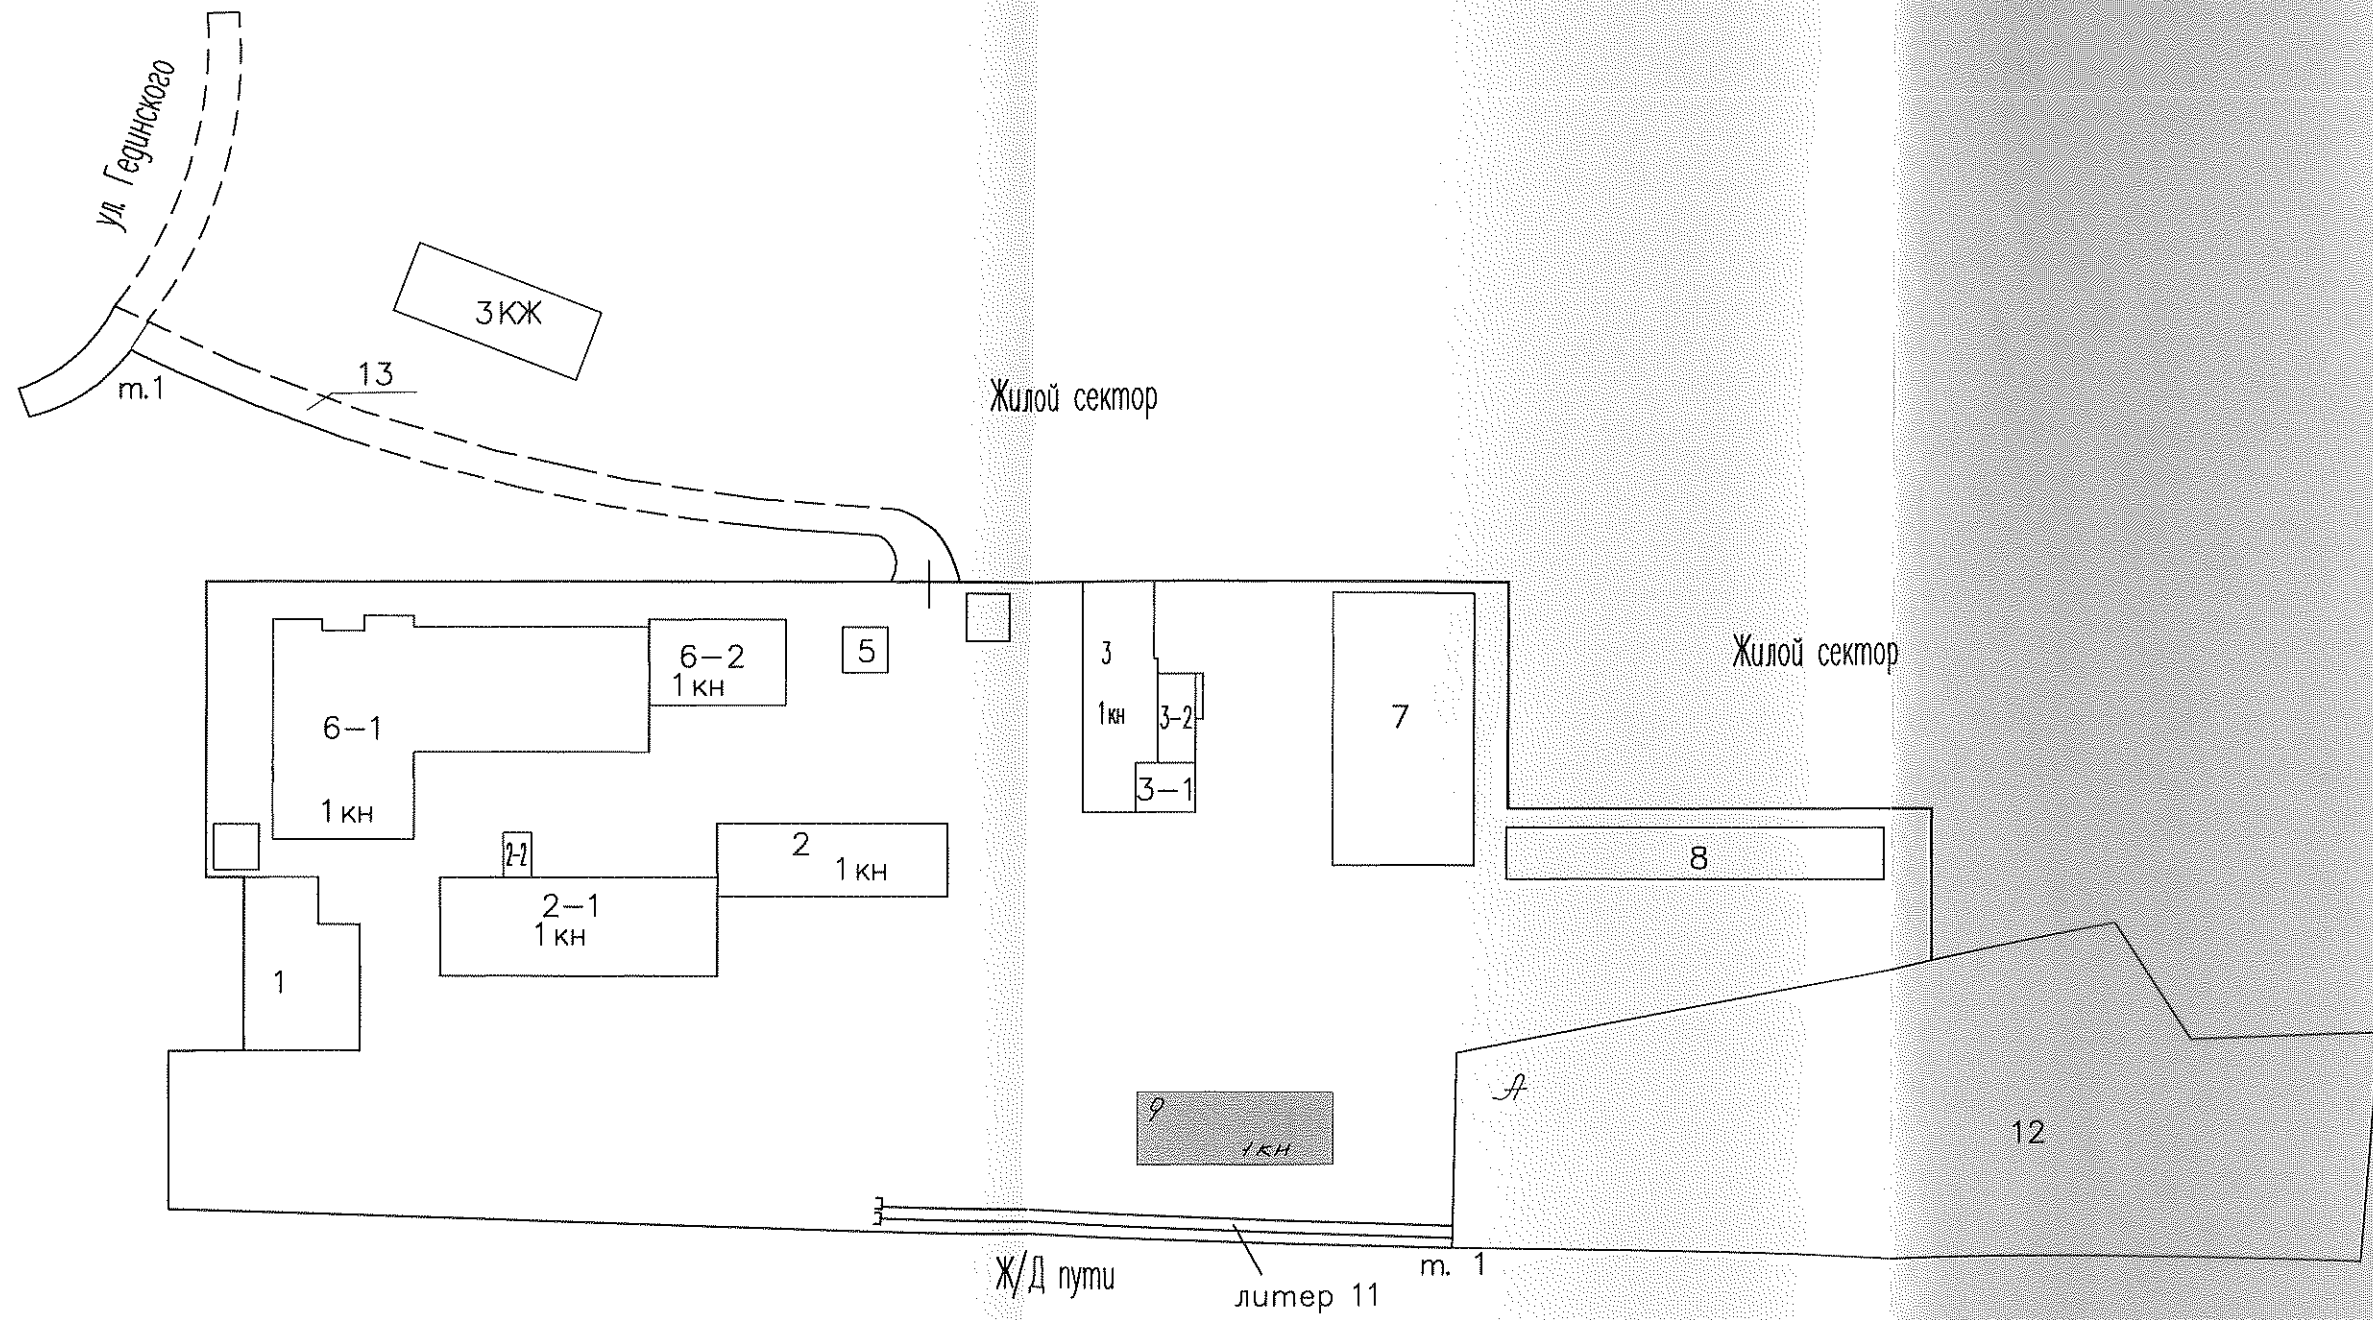 ул. Гединского
3КЖ
13
т.1
Жилой сектор
6-2
1кн
5
3
1кн
3-2
3-1
7
Жилой сектор
6-1
1кн
2-2
2
1кн
2-1
1кн
8
1
А
9
1кн
12
Ж/Д пути
литер 11
т. 1